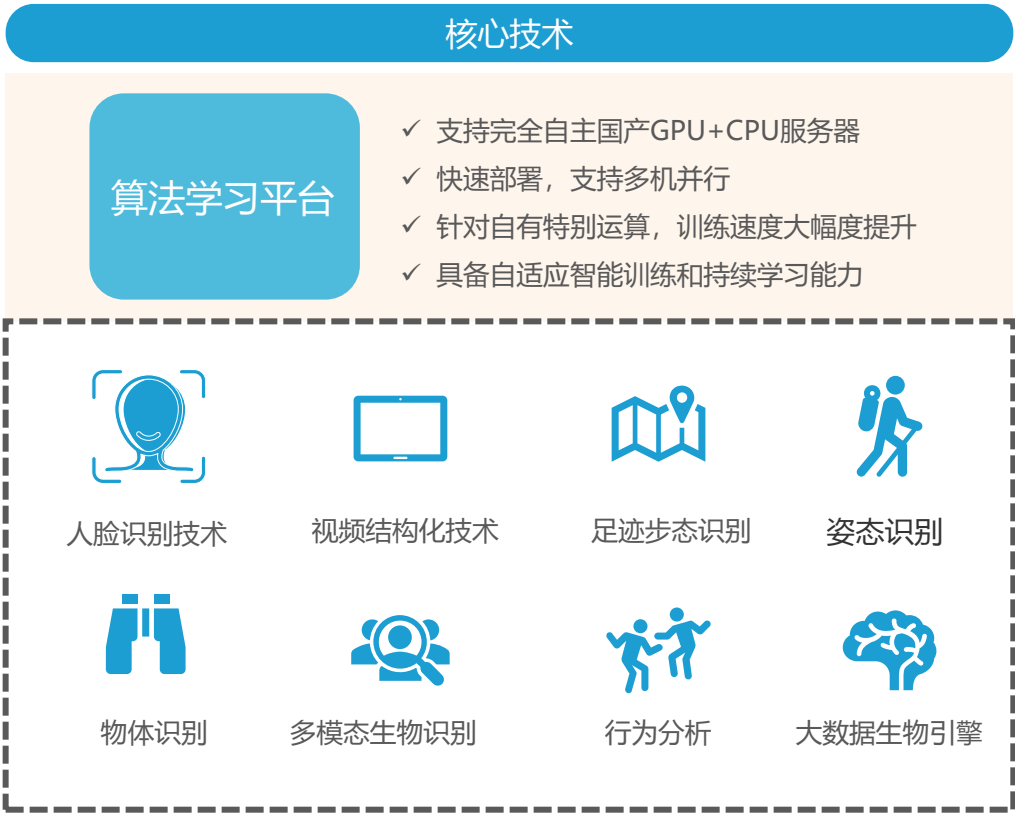 核心技术
算法学习平台
✓ 支持完全自主国产GPU+CPU服务器
✓ 快速部署，支持多机并行
✓ 针对自有特别运算，训练速度大幅度提升
✓ 具备自适应智能训练和持续学习能力
人脸识别技术
视频结构化技术
足迹步态识别
姿态识别
物体识别
多模态生物识别
行为分析
大数据生物引擎